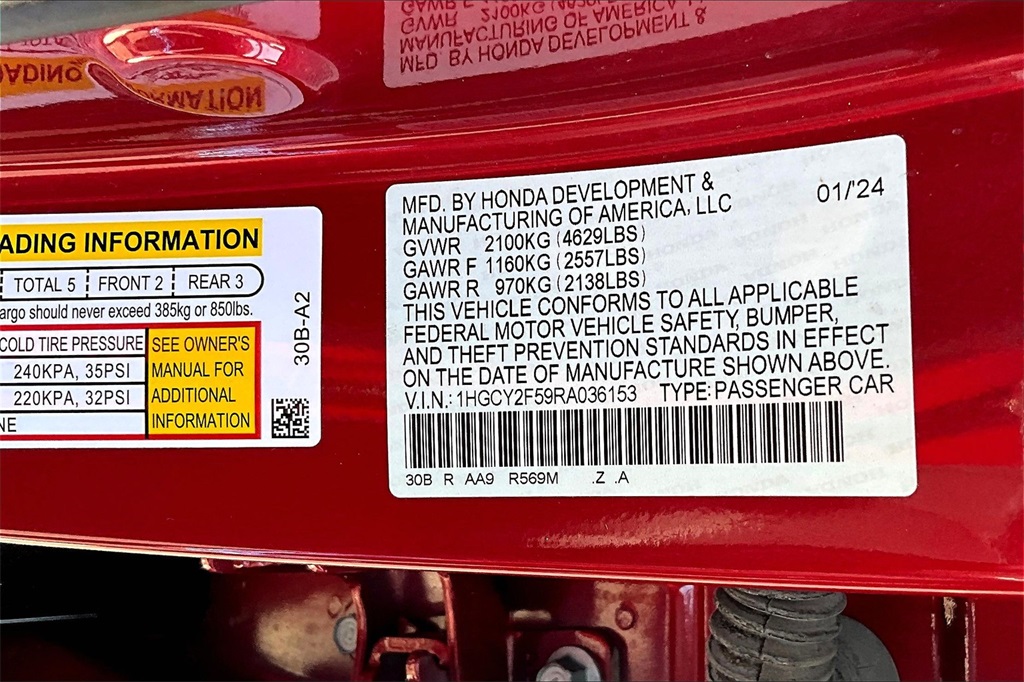 MFD. BY HONDA DEVELOPMENT &
MANUFACTURING OF AMERICA, LLC
01/'24
GVWR 2100KG (4629LBS)
GAWR F 1160KG (2557LBS)
GAWR R 970KG (2138LBS)
THIS VEHICLE CONFORMS TO ALL APPLICABLE
FEDERAL MOTOR VEHICLE SAFETY, BUMPER,
AND THEFT PREVENTION STANDARDS IN EFFECT
ON THE DATE OF MANUFACTURE SHOWN ABOVE.
V.I.N.: 1HGCY2F59RA036153 TYPE: PASSENGER CAR
30B R AA9 R569M .Z .A
ADING INFORMATION
TOTAL 5 FRONT 2 REAR 3
argo should never exceed 385kg or 850lbs.
COLD TIRE PRESSURE
240KPA, 35PSI
220KPA, 32PSI
NE
SEE OWNER'S
MANUAL FOR
ADDITIONAL
INFORMATION
30B-A2